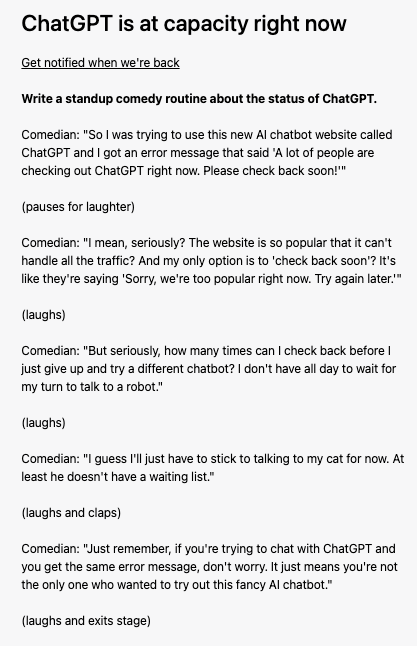 ChatGPT is at capacity right now
Get notified when we're back
Write a standup comedy routine about the status of ChatGPT.
Comedian: "So I was trying to use this new AI chatbot website called
ChatGPT and I got an error message that said 'A lot of people are
checking out ChatGPT right now. Please check back soon!'"
(pauses for laughter)
Comedian: "I mean, seriously? The website is so popular that it can't
handle all the traffic? And my only option is to 'check back soon'? It's
like they're saying 'Sorry, we're too popular right now. Try again later.'"
(laughs)
Comedian: "But seriously, how many times can I check back before I
just give up and try a different chatbot? I don't have all day to wait for
my turn to talk to a robot."
(laughs)
Comedian: "I guess I'll just have to stick to talking to my cat for now. At
least he doesn't have a waiting list."
(laughs and claps)
Comedian: "Just remember, if you're trying to chat with ChatGPT and
you get the same error message, don't worry. It just means you're not
the only one who wanted to try out this fancy AI chatbot."
(laughs and exits stage)